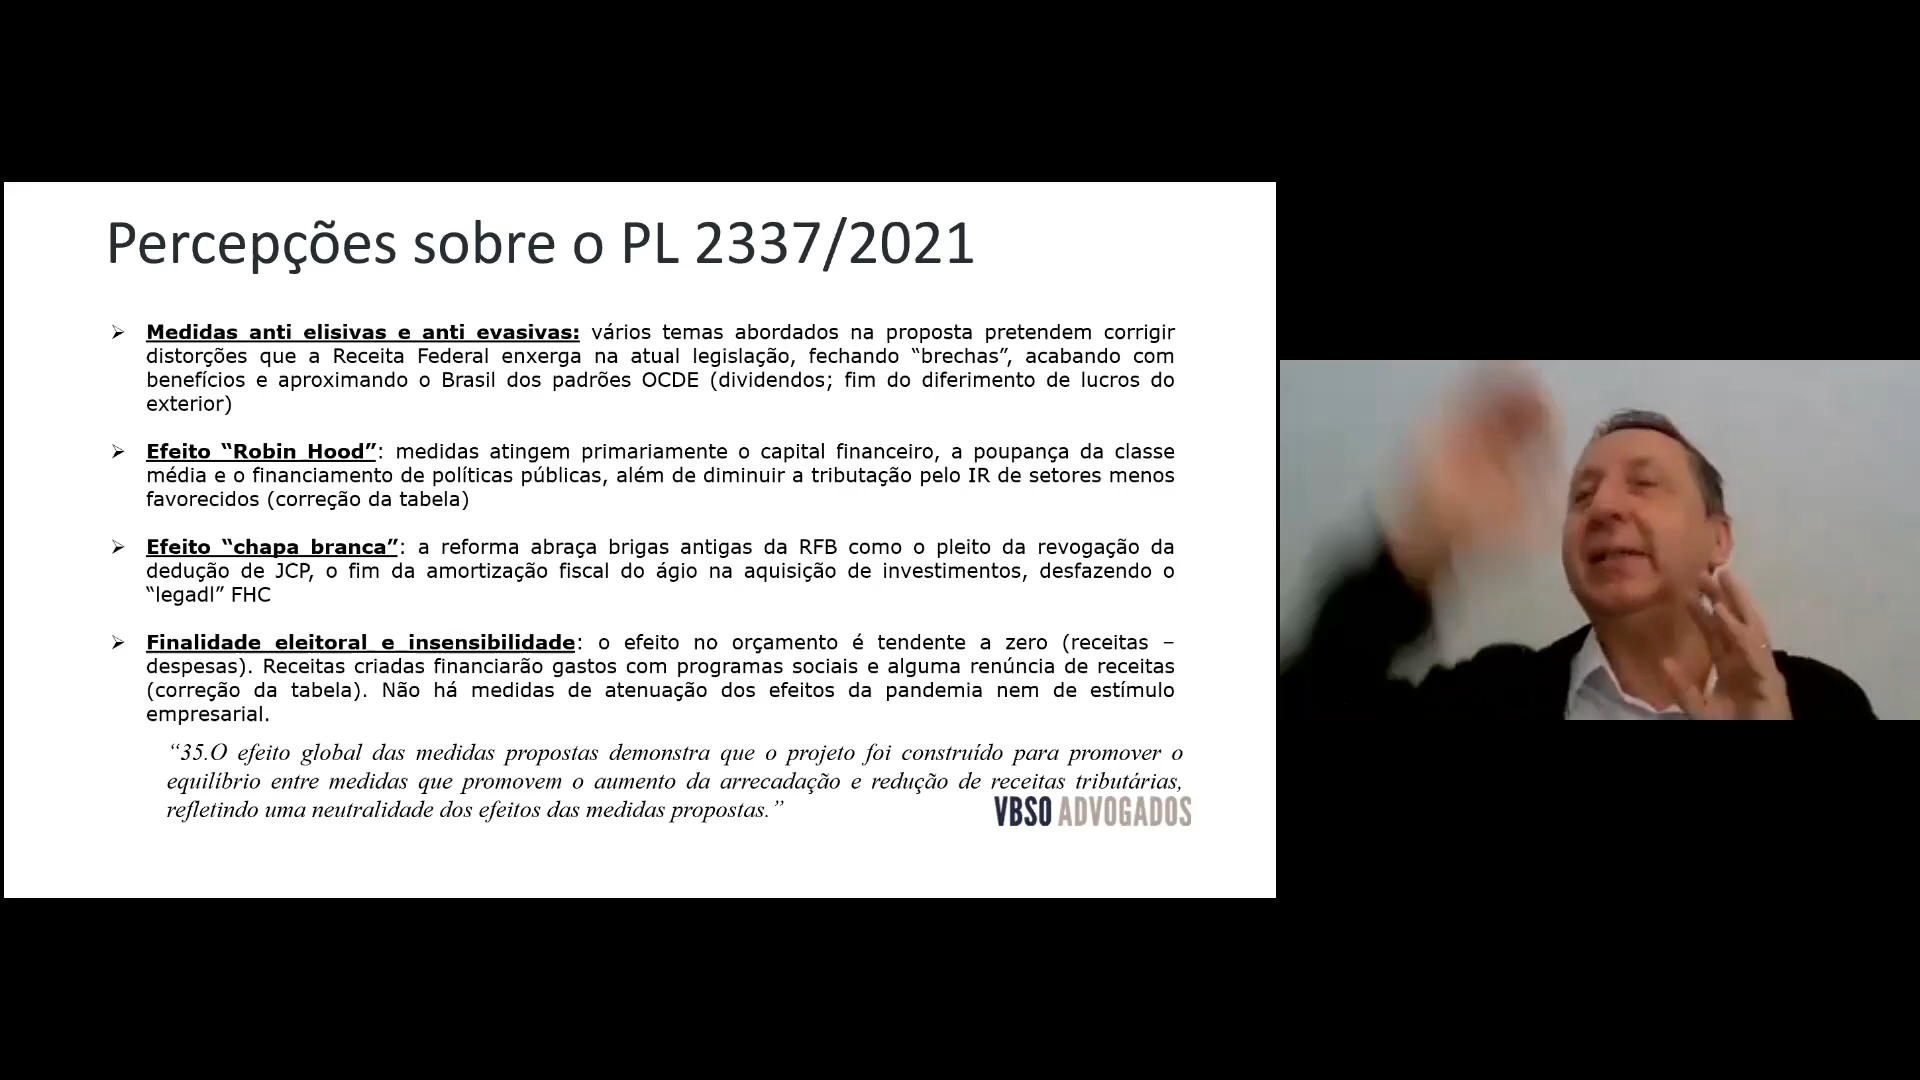 Percepções sobre o PL 2337/2021
➢ Medidas anti elisivas e anti evasivas: vários temas abordados na proposta pretendem corrigir
distorções que a Receita Federal enxerga na atual legislação, fechando “brechas”, acabando com
benefícios e aproximando o Brasil dos padrões OCDE (dividendos; fim do diferimento de lucros do
exterior)
➢ Efeito “Robin Hood”: medidas atingem primariamente o capital financeiro, a poupança da classe
média e o financiamento de políticas públicas, além de diminuir a tributação pelo IR de setores menos
favorecidos (correção da tabela)
➢ Efeito “chapa branca”: a reforma abraça brigas antigas da RFB como o pleito da revogação da
dedução de JCP, o fim da amortização fiscal do ágio na aquisição de investimentos, desfazendo o
“legadl” FHC
➢ Finalidade eleitoral e insensibilidade: o efeito no orçamento é tendente a zero (receitas –
despesas). Receitas criadas financiarão gastos com programas sociais e alguma renúncia de receitas
(correção da tabela). Não há medidas de atenuação dos efeitos da pandemia nem de estímulo
empresarial.
“35.O efeito global das medidas propostas demonstra que o projeto foi construído para promover o
equilíbrio entre medidas que promovem o aumento da arrecadação e redução de receitas tributárias,
refletindo uma neutralidade dos efeitos das medidas propostas.”
VBSO ADVOGADOS